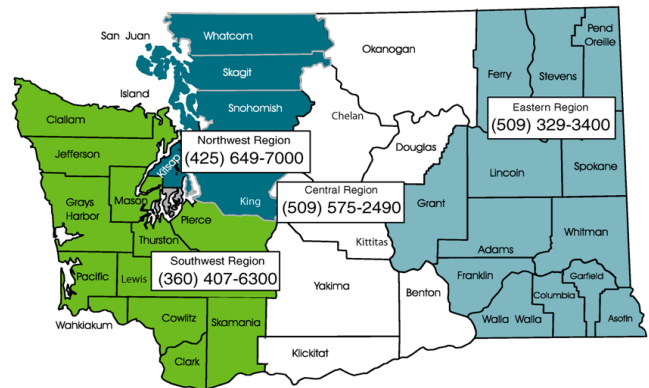 San Juan
Whatcom
Skagit
Island
Snohomish
Okanogan
Ferry
Stevens
Pend
Oreille
Clallam
Jefferson
Chelan
Northwest Region
(425) 649-7000
Kitsap
Douglas
Eastern Region
(509) 329-3400
Lincoln
Spokane
Grays
Harbor
Mason
King
Central Region
(509) 575-2490
Grant
Pierce
Thurston
Kittitas
Adams
Whitman
Southwest Region
(360) 407-6300
Pacific
Lewis
Yakima
Benton
Franklin
Garfield
Columbia
Walla Walla
Asotin
Wahkiakum
Cowlitz
Skamania
Clark
Klickitat